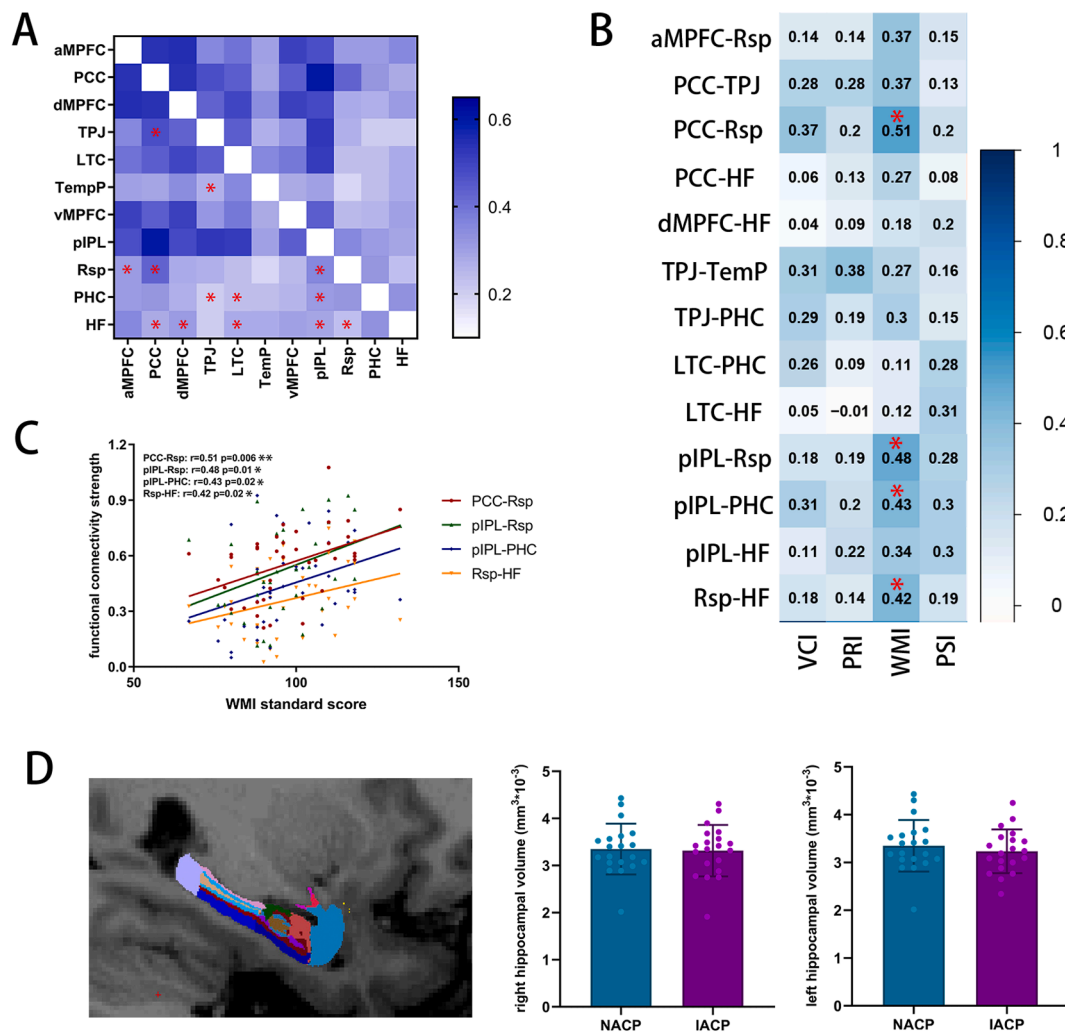 A
aMPFC
PCC
dMPFC
TPJ
LTC
TempP
vMPFC
pIPL
Rsp
PHC
HF
*
*
* * *
* * *
* * * * *
aMPFC PCC dMPFC TPJ LTC TemP vMPFC pIPL Rsp PHC HF
0.6
0.4
0.2
B
aMPFC-Rsp 0.14 0.14 0.37 0.15
PCC-TPJ 0.28 0.28 0.37 0.13
PCC-Rsp 0.37 0.2 *0.51 0.2
PCC-HF 0.06 0.13 0.27 0.08
dMPFC-HF 0.04 0.09 0.18 0.2
TPJ-TemP 0.31 0.38 0.27 0.16
TPJ-PHC 0.29 0.19 0.3 0.15
LTC-PHC 0.26 0.09 0.11 0.28
LTC-HF 0.05 −0.01 0.12 0.31
pIPL-Rsp 0.18 0.19 *0.48 0.28
pIPL-PHC 0.31 0.2 *0.43 0.3
pIPL-HF 0.11 0.22 0.34 0.3
Rsp-HF 0.18 0.14 *0.42 0.19
VCI PRI WMI PSI
1
0.8
0.6
0.4
0.2
0
C
functional connectivity strength
1.2
0.9
0.6
0.3
0.0
PCC-Rsp: r=0.51 p=0.006 **
pIPL-Rsp: r=0.48 p=0.01 *
pIPL-PHC: r=0.43 p=0.02 *
Rsp-HF: r=0.42 p=0.02 *
PCC-Rsp
pIPL-Rsp
pIPL-PHC
Rsp-HF
50 100 150
WMI standard score
D
right hippocampal volume (mm³*10⁻³)
5
4
3
2
1
0
NACP IACP
left hippocampal volume (mm³*10⁻³)
5
4
3
2
1
0
NACP IACP